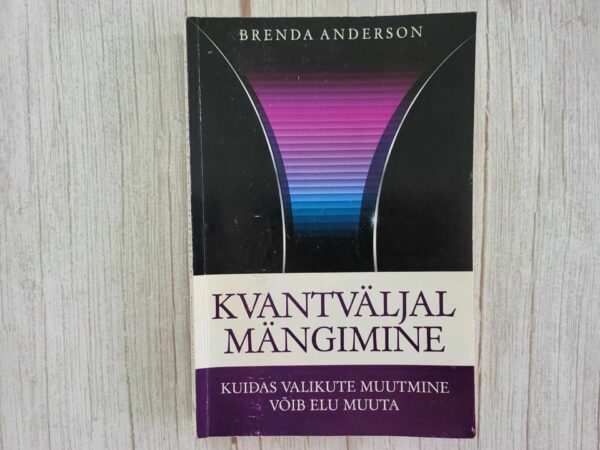 BRENDA ANDERSON
KVANTVÄLJAL
MÄNGIMINE
KUIDAS VALIKUTE MUUTMINE
VÕIB ELU MUUTA